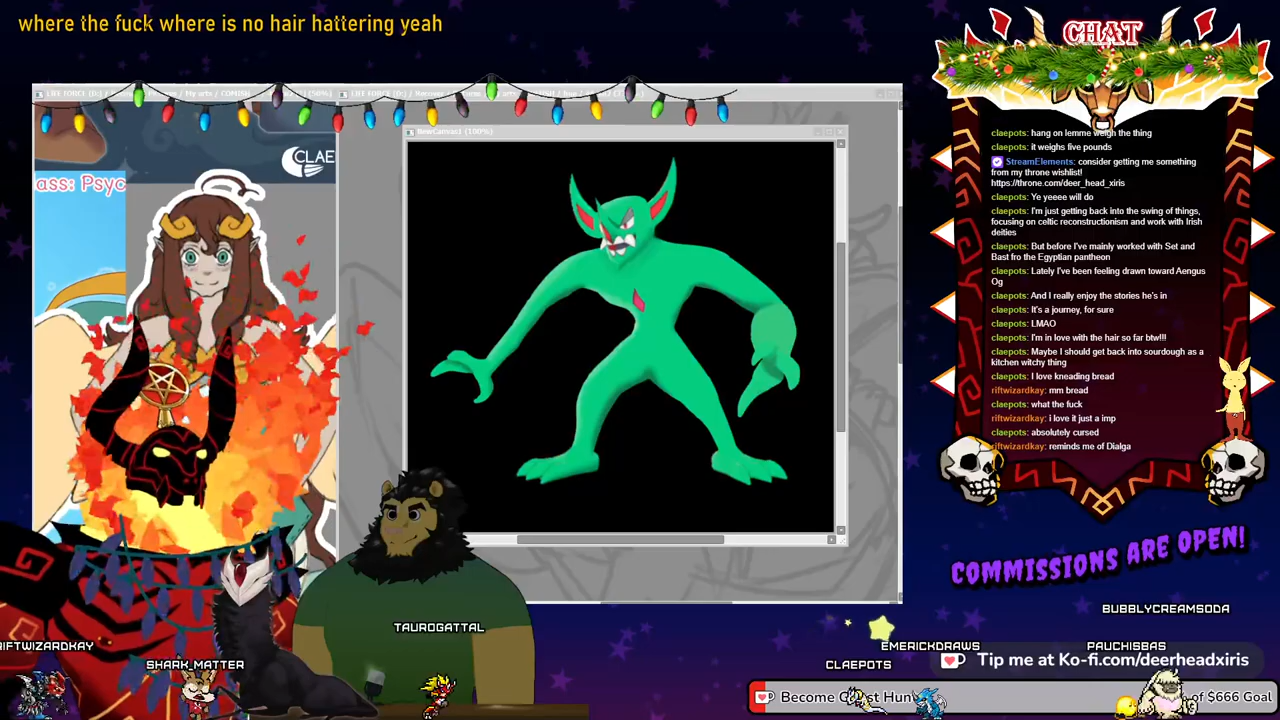 where the fuck where is no hair hattering yeah
CHAT
NewCanvas1 (100%)
CLAE
ass: Psyc
claepots: hang on lemme weigh the thing
claepots: it weighs five pounds
StreamElements: consider getting me something
from my throne wishlist!
https://throne.com/deer_head_xiris
claepots: Ye yeeee will do
claepots: I'm just getting back into the swing of things,
focusing on celtic reconstructionism and work with Irish
deities
claepots: But before I've mainly worked with Set and
Bast fro the Egyptian pantheon
claepots: Lately I've been feeling drawn toward Aengus
Og
claepots: And I really enjoy the stories he's in
claepots: It's a journey, for sure
claepots: LMAO
claepots: I'm in love with the hair so far btw!!!
claepots: Maybe I should get back into sourdough as a
kitchen witchy thing
claepots: I love kneading bread
riftwizardkay: mm bread
claepots: what the fuck
riftwizardkay: i love it just a imp
claepots: absolutely cursed
riftwizardkay: reminds me of Dialga
COMMISSIONS ARE OPEN!
BUBBLYCREAMSODA
TAUROGATTAL
RIFTWIZARDKAY
EMERICKDRAWS
PAUCHISBAS
SHARK_MATTER
CLAEPOTS
Tip me at Ko-fi.com/deerheadxiris
Become Hun of $666 Goal